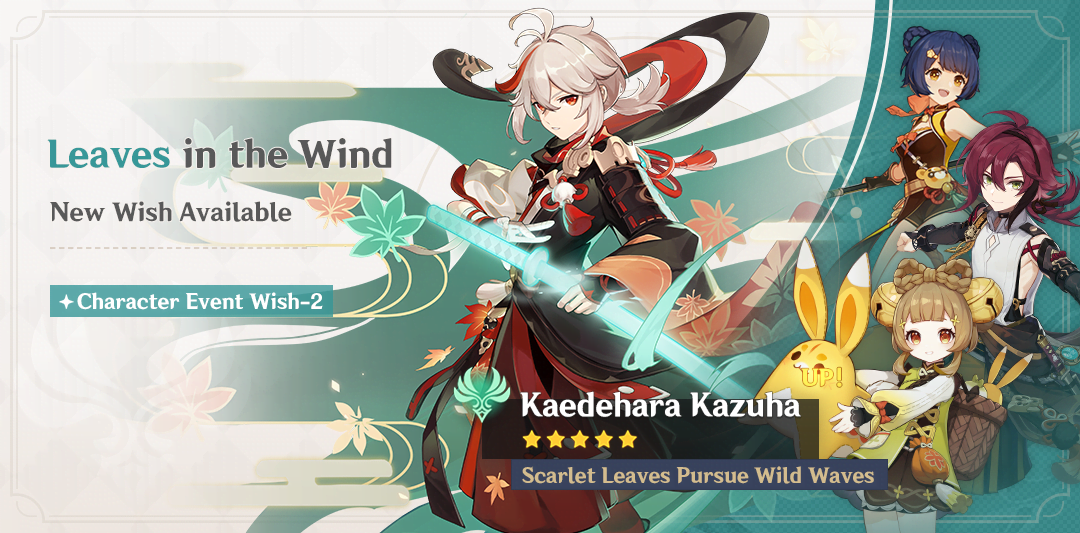 Leaves in the Wind
New Wish Available
Character Event Wish-2
UP!
Kaedehara Kazuha
Scarlet Leaves Pursue Wild Waves